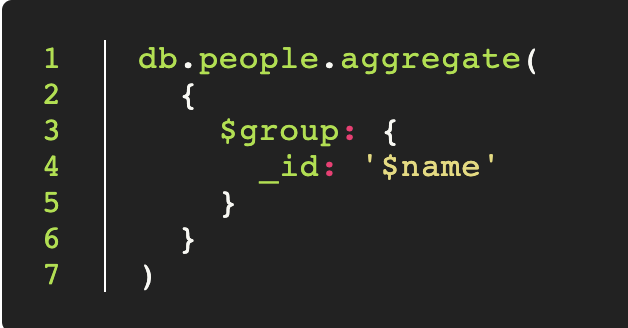 1 db.people.aggregate(
2 {
3 $group: {
4 _id: '$name'
5 }
6 }
7 )